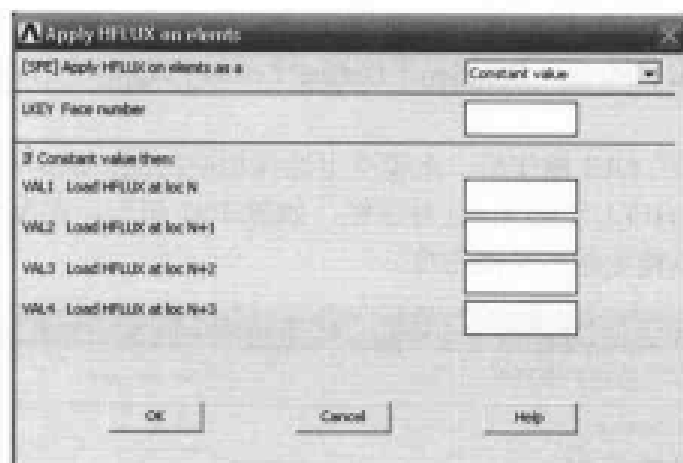 Apply HFLUX on elemts
[SFE] Apply HFLUX on elemts as a Constant value
LKEY Face number
If Constant value then:
VAL1 Load HFLUX at loc N
VAL2 Load HFLUX at loc N+1
VAL3 Load HFLUX at loc N+2
VAL4 Load HFLUX at loc N+3
OK Cancel Help